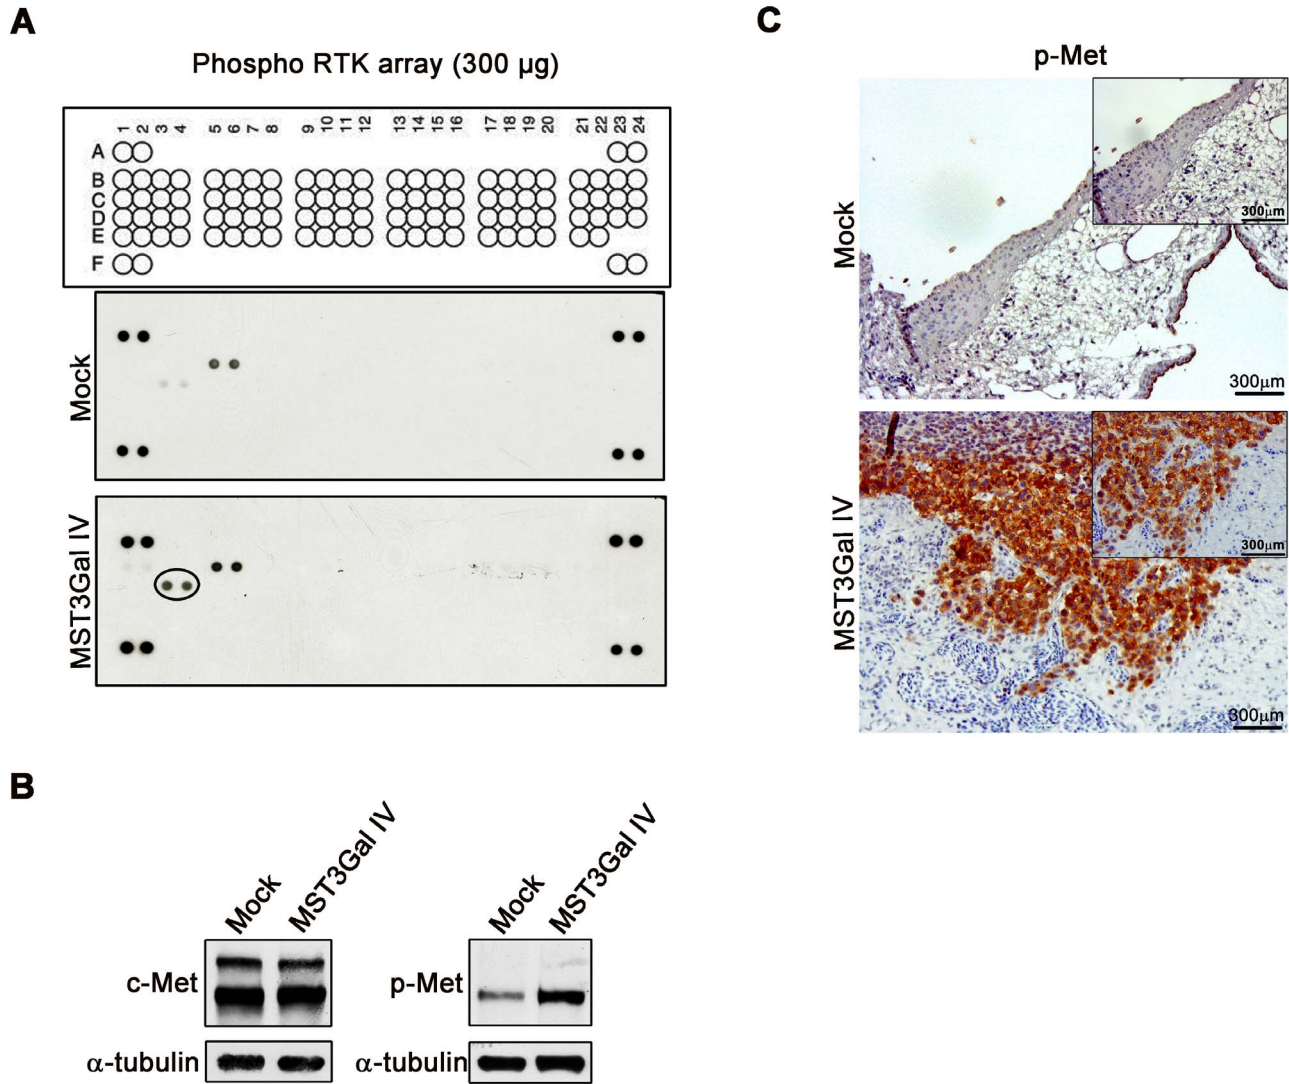 A
Phospho RTK array (300 µg)
1 2 3 4 5 6 7 8 9 10 11 12 13 14 15 16 17 18 19 20 21 22 23 24
A
B
C
D
E
F
Mock
MST3Gal IV
C
p-Met
Mock
300µm
300µm
MST3Gal IV
300µm
300µm
B
Mock MST3Gal IV
c-Met
α-tubulin
Mock MST3Gal IV
p-Met
α-tubulin